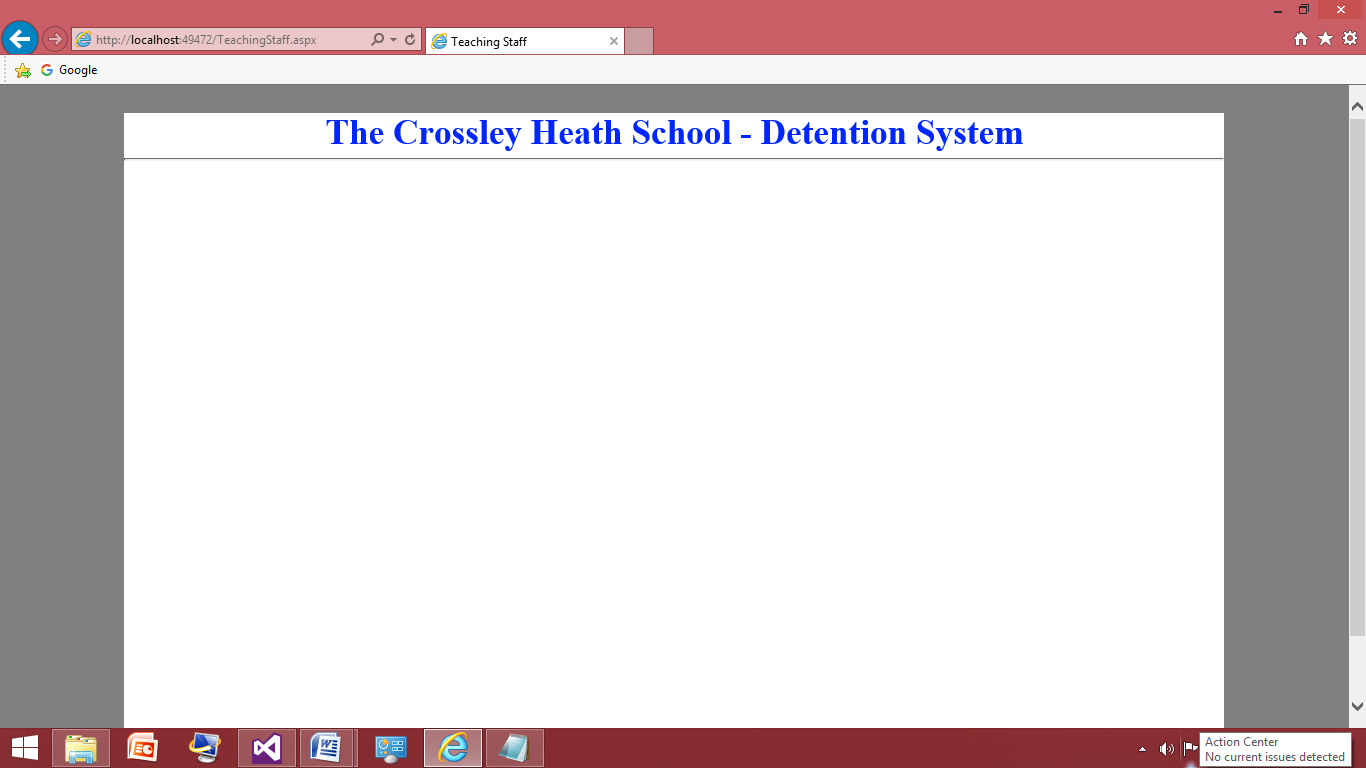 http://localhost:49472/TeachingStaff.aspx
Teaching Staff
Google
The Crossley Heath School - Detention System
Action Center
No current issues detected